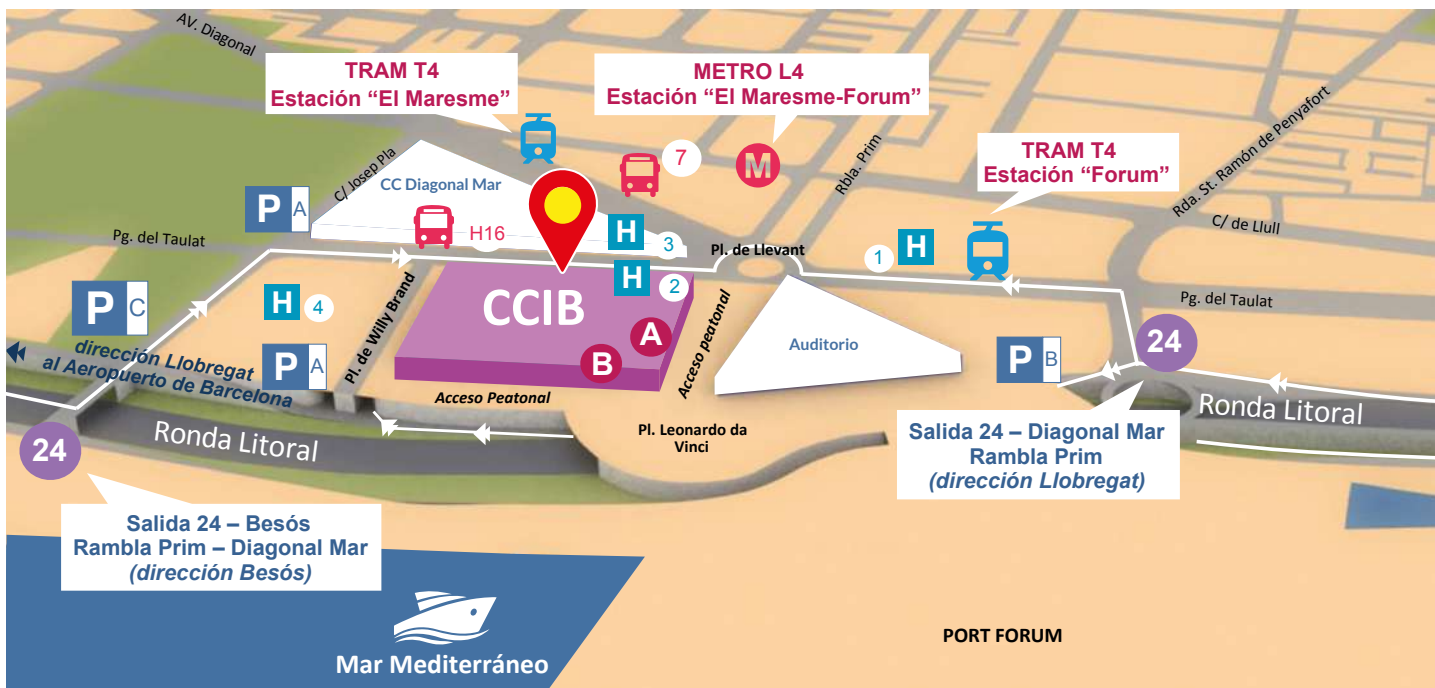 AV. Diagonal
TRAM T4
Estación “El Maresme”
METRO L4
Estación “El Maresme-Forum”
TRAM T4
Estación “Forum”
Rda. St. Ramón de Penyafort
Rbla. Prim
C/ de Llull
C/ Josep Pla
CC Diagonal Mar
7
M
P A
Pg. del Taulat
H16
H 3
Pl. de Llevant
1 H
H 2
Pg. del Taulat
P C
H 4
Pl. de Willy Brand
CCIB
A
B
Acceso peatonal
Auditorio
P B
24
dirección Llobregat
al Aeropuerto de Barcelona
P A
Acceso Peatonal
Ronda Litoral
24
Ronda Litoral
Pl. Leonardo da
Vinci
Salida 24 – Diagonal Mar
Rambla Prim
(dirección Llobregat)
Salida 24 – Besós
Rambla Prim – Diagonal Mar
(dirección Besós)
Mar Mediterráneo
PORT FORUM